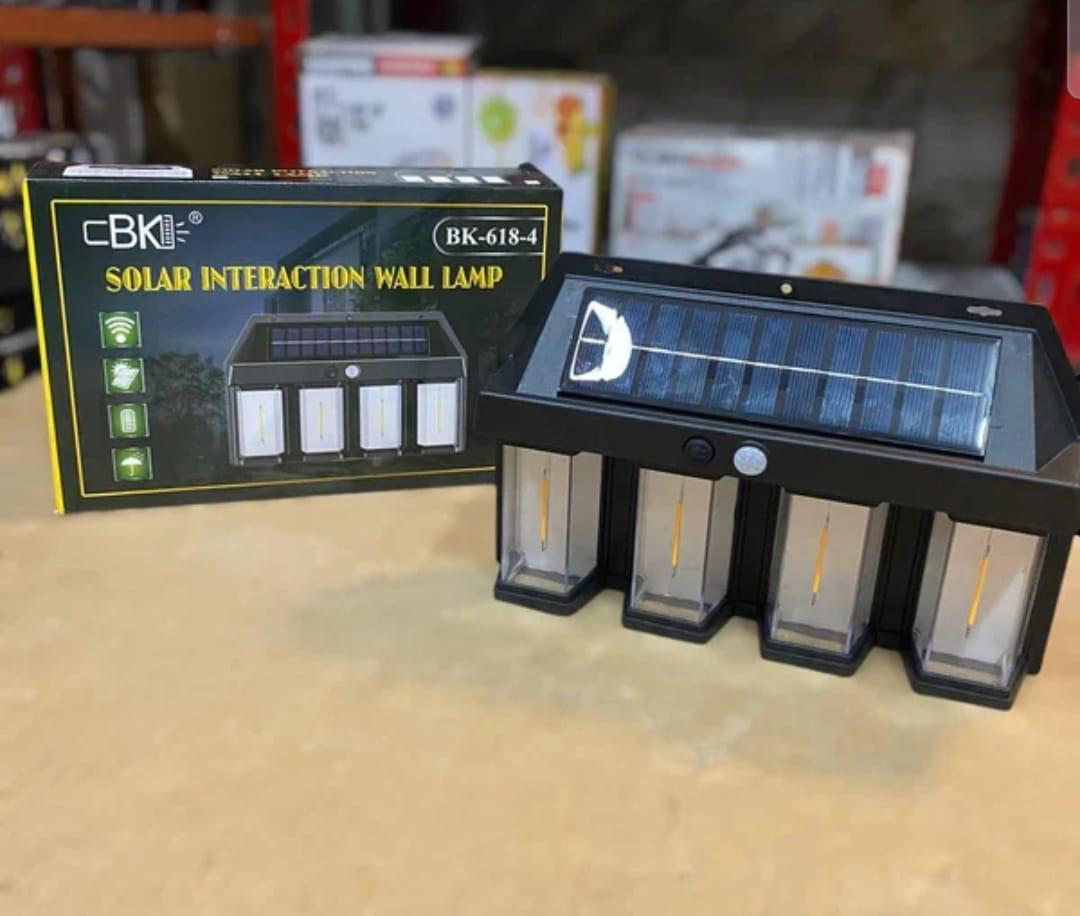 CBK ®
BK-618-4
SOLAR INTERACTION WALL LAMP